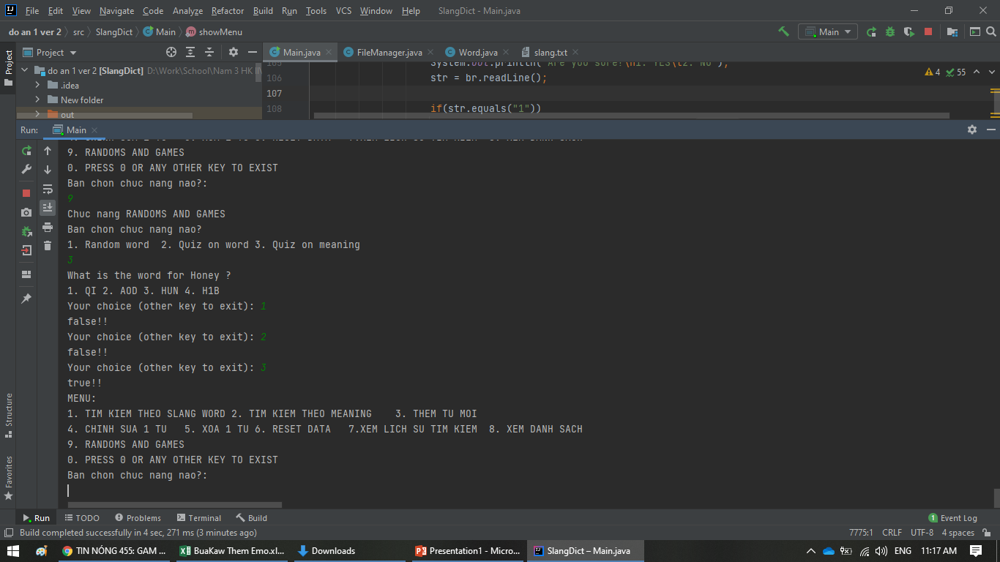 File Edit View Navigate Code Analyze Refactor Build Run Tools VCS Window Help SlangDict - Main.java
do an 1 ver 2 src SlangDict Main showMenu Main
Project Main.java FileManager.java Word.java slang.txt
Project
do an 1 ver 2 [SlangDict] D:\Work\School\Nam 3 HK II\
.idea
New folder
out
105 System.out.println("Are you sure!\n1. YES\t2. No");
106 str = br.readLine(); 4 55
107
108 if(str.equals("1"))
Run: Main
9. RANDOMS AND GAMES
0. PRESS 0 OR ANY OTHER KEY TO EXIST
Ban chon chuc nang nao?:
9
Chuc nang RANDOMS AND GAMES
Ban chon chuc nang nao?
1. Random word 2. Quiz on word 3. Quiz on meaning
3
What is the word for Honey ?
1. QI 2. AOD 3. HUN 4. H1B
Your choice (other key to exit): 1
false!!
Your choice (other key to exit): 2
false!!
Your choice (other key to exit): 3
true!!
MENU:
1. TIM KIEM THEO SLANG WORD 2. TIM KIEM THEO MEANING 3. THEM TU MOI
4. CHINH SUA 1 TU 5. XOA 1 TU 6. RESET DATA 7.XEM LICH SU TIM KIEM 8. XEM DANH SACH
9. RANDOMS AND GAMES
0. PRESS 0 OR ANY OTHER KEY TO EXIST
Ban chon chuc nang nao?:
Structure
Favorites
Run TODO Problems Terminal Build 1 Event Log
Build completed successfully in 4 sec, 271 ms (3 minutes ago) 7775:1 CRLF UTF-8 4 spaces
TIN NÓNG 455: GAM ... BuaKaw Them Emo.xl... Downloads Presentation1 - Micro... SlangDict – Main.java ENG 11:17 AM